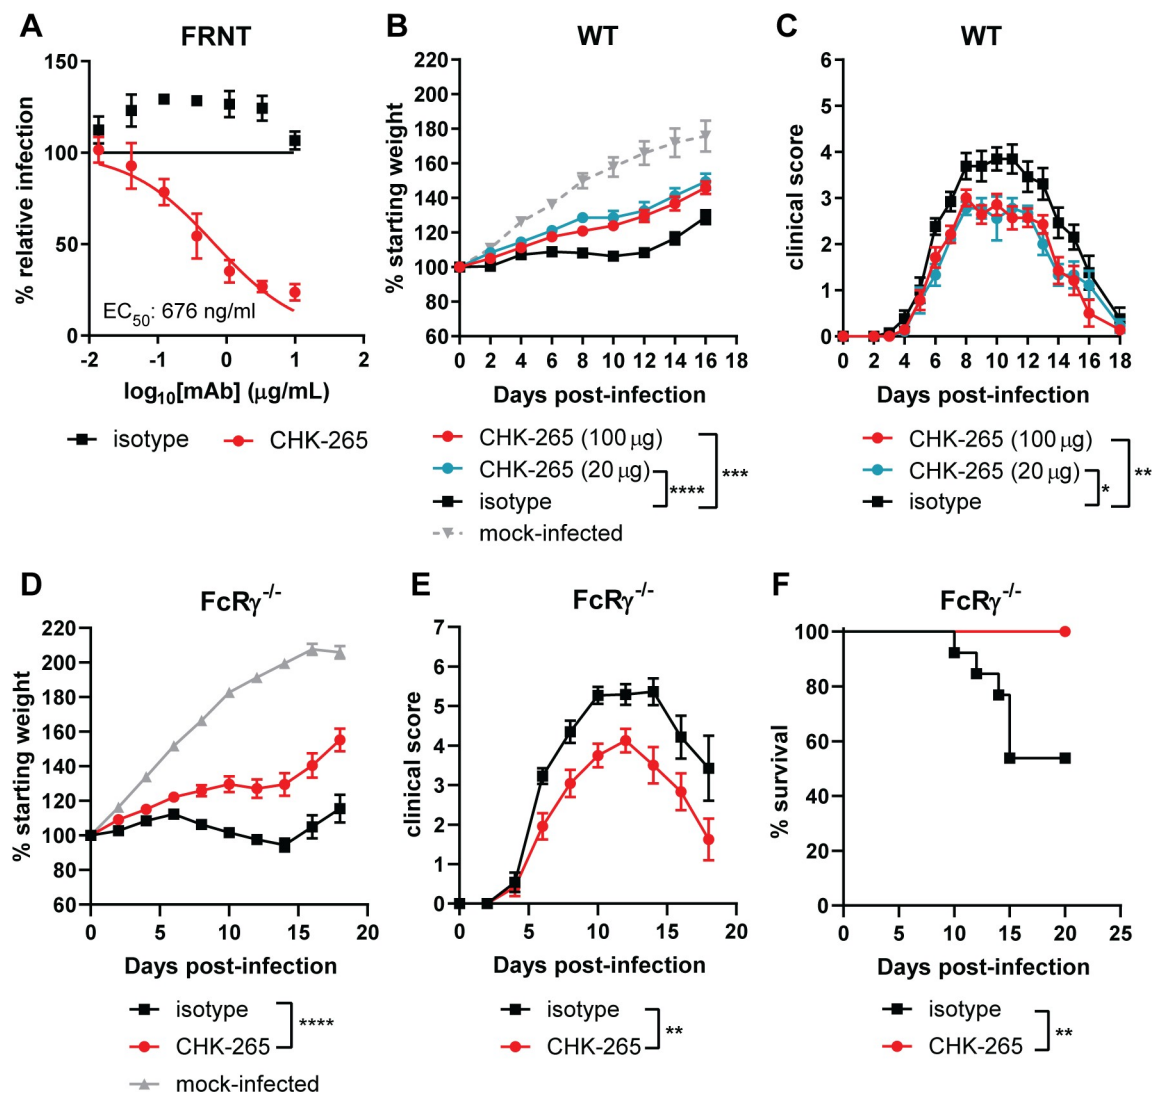 A
FRNT
% relative infection
150
100
50
0
-2
-1
0
1
2
EC50: 676 ng/ml
log10[mAb] (μg/mL)
isotype
CHK-265
B
WT
% starting weight
220
200
180
160
140
120
100
80
60
0 2 4 6 8 10 12 14 16 18
Days post-infection
CHK-265 (100 μg)
CHK-265 (20 μg)
isotype
mock-infected
****
***
C
WT
clinical score
6
5
4
3
2
1
0
0 2 4 6 8 10 12 14 16 18
Days post-infection
CHK-265 (100 μg)
CHK-265 (20 μg)
isotype
*
**
D
FcRγ-/-
% starting weight
220
200
180
160
140
120
100
80
60
0 5 10 15 20
Days post-infection
isotype
CHK-265
mock-infected
****
E
FcRγ-/-
clinical score
7
6
5
4
3
2
1
0
0 5 10 15 20
Days post-infection
isotype
CHK-265
**
F
FcRγ-/-
% survival
100
80
60
40
20
0
0 5 10 15 20 25
Days post-infection
isotype
CHK-265
**